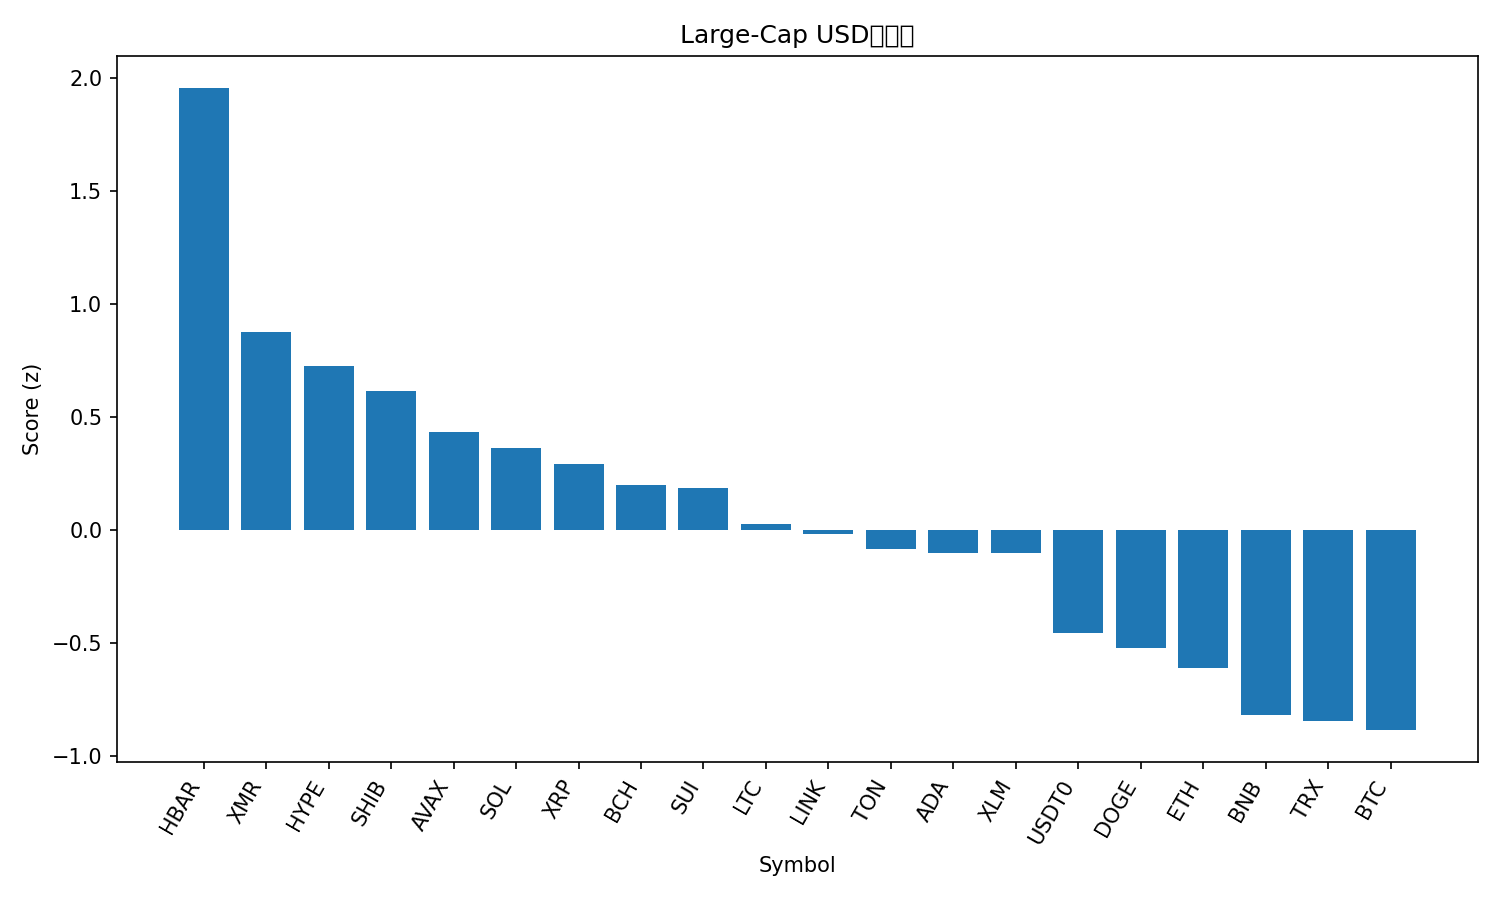 Large-Cap USD
Score (z)
2.0
1.5
1.0
0.5
0.0
−0.5
−1.0
HBAR
XMR
HYPE
SHIB
AVAX
SOL
XRP
BCH
SUI
LTC
LINK
TON
ADA
XLM
USDT0
DOGE
ETH
BNB
TRX
BTC
Symbol